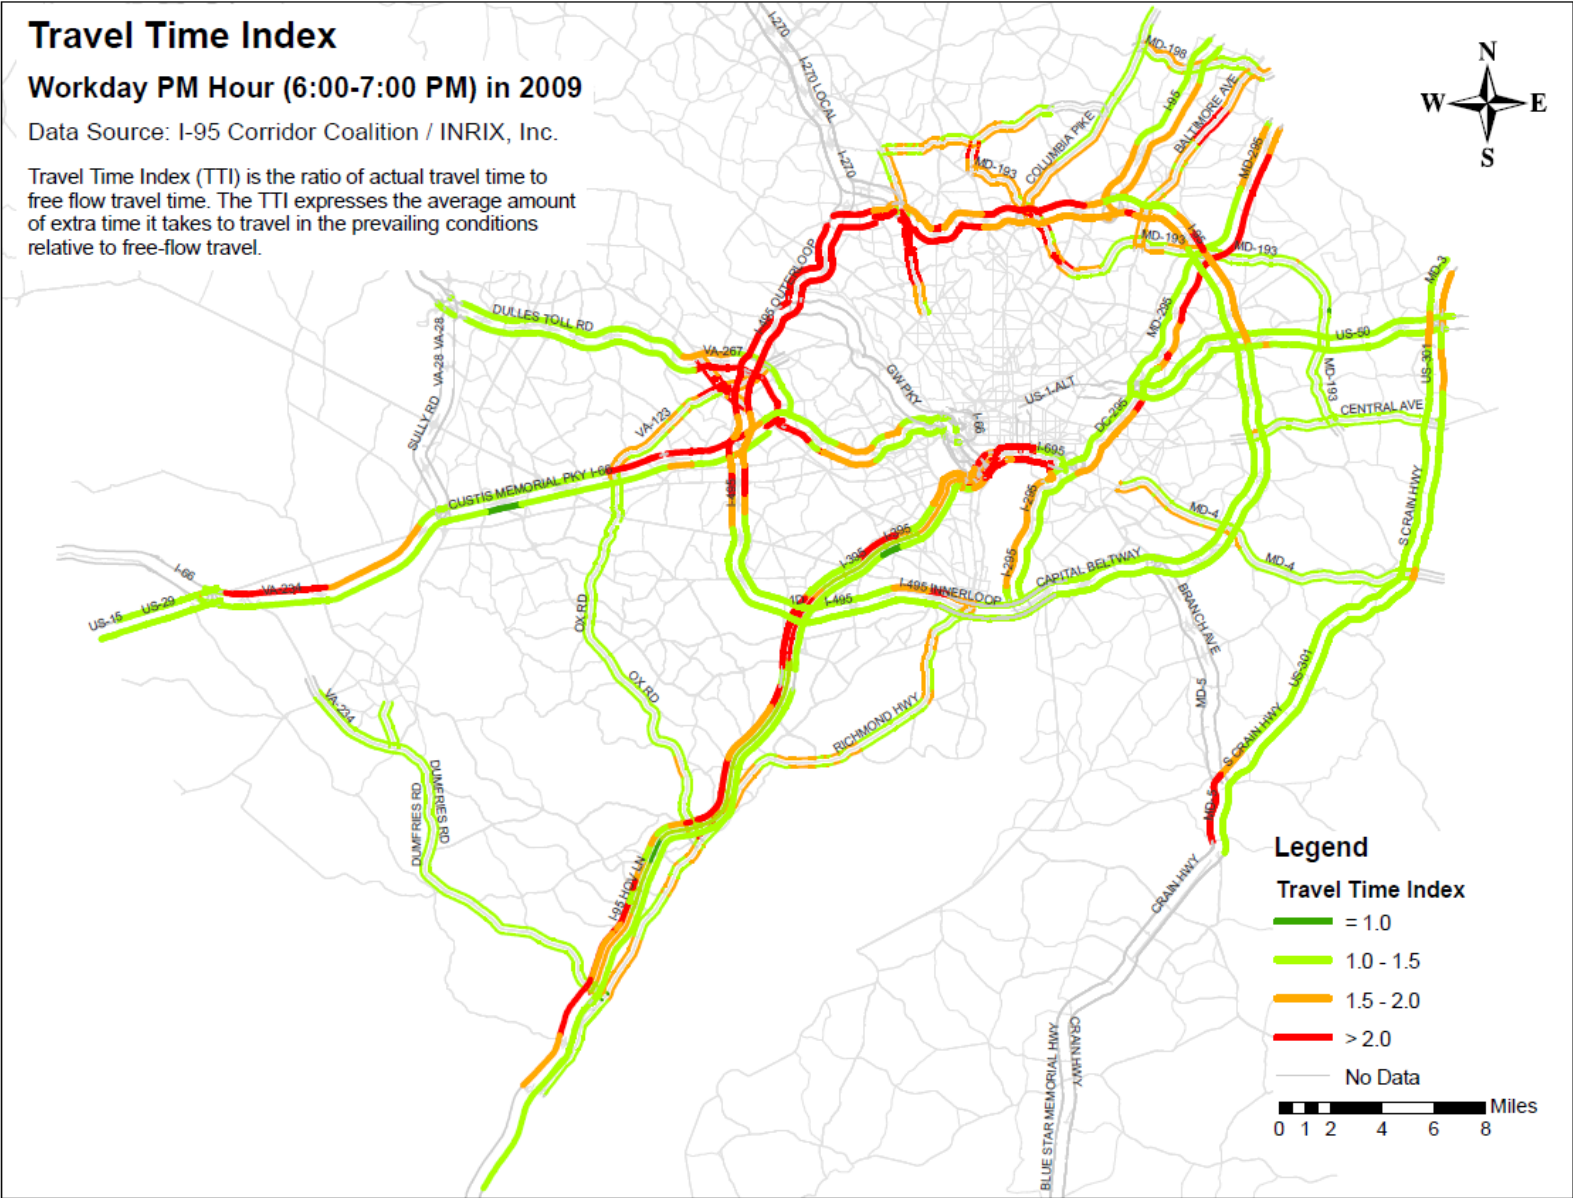 Travel Time Index
Workday PM Hour (6:00-7:00 PM) in 2009
Data Source: I-95 Corridor Coalition / INRIX, Inc.
Travel Time Index (TTI) is the ratio of actual travel time to
free flow travel time. The TTI expresses the average amount
of extra time it takes to travel in the prevailing conditions
relative to free-flow travel.
N
W
E
S
I-270
I-270 LOCAL
I-270
MD-198
I-95
BALTIMORE AVE
COLUMBIA PIKE
MD-193
MD-295
MD-193
I-95
MD-193
MD-3
I-495 OUTERLOOP
DULLES TOLL RD
VA-28
VA-28
SULLY RD
VA-267
VA-123
GW PKY
I-66
US-1-ALT
MD-295
DC-295
US-50
US-301
MD-193
CENTRAL AVE
I-695
CUSTIS MEMORIAL PKY
I-66
I-495
I-395
I-395
I-295
I-295
MD-4
MD-4
S CRAIN HWY
CAPITAL BELTWAY
I-66
VA-234
US-29
US-15
I-495
I-495 INNERLOOP
OX RD
OX RD
BRANCH AVE
MD-5
US-301
S CRAIN HWY
VA-234
RICHMOND HWY
DUMFRIES RD
DUMFRIES RD
I-95 HOV LN
MD-5
CRAIN HWY
BLUE STAR MEMORIAL HWY
CRAIN HWY
Legend
Travel Time Index
= 1.0
1.0 - 1.5
1.5 - 2.0
> 2.0
No Data
Miles
0 1 2 4 6 8